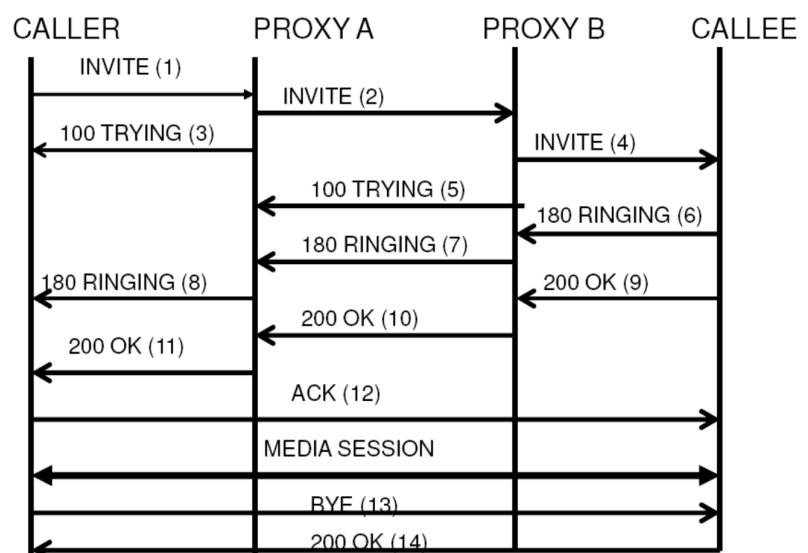 CALLER PROXY A PROXY B CALLEE
INVITE (1)
INVITE (2)
100 TRYING (3)
INVITE (4)
100 TRYING (5)
180 RINGING (6)
180 RINGING (7)
180 RINGING (8)
200 OK (9)
200 OK (10)
200 OK (11)
ACK (12)
MEDIA SESSION
BYE (13)
200 OK (14)